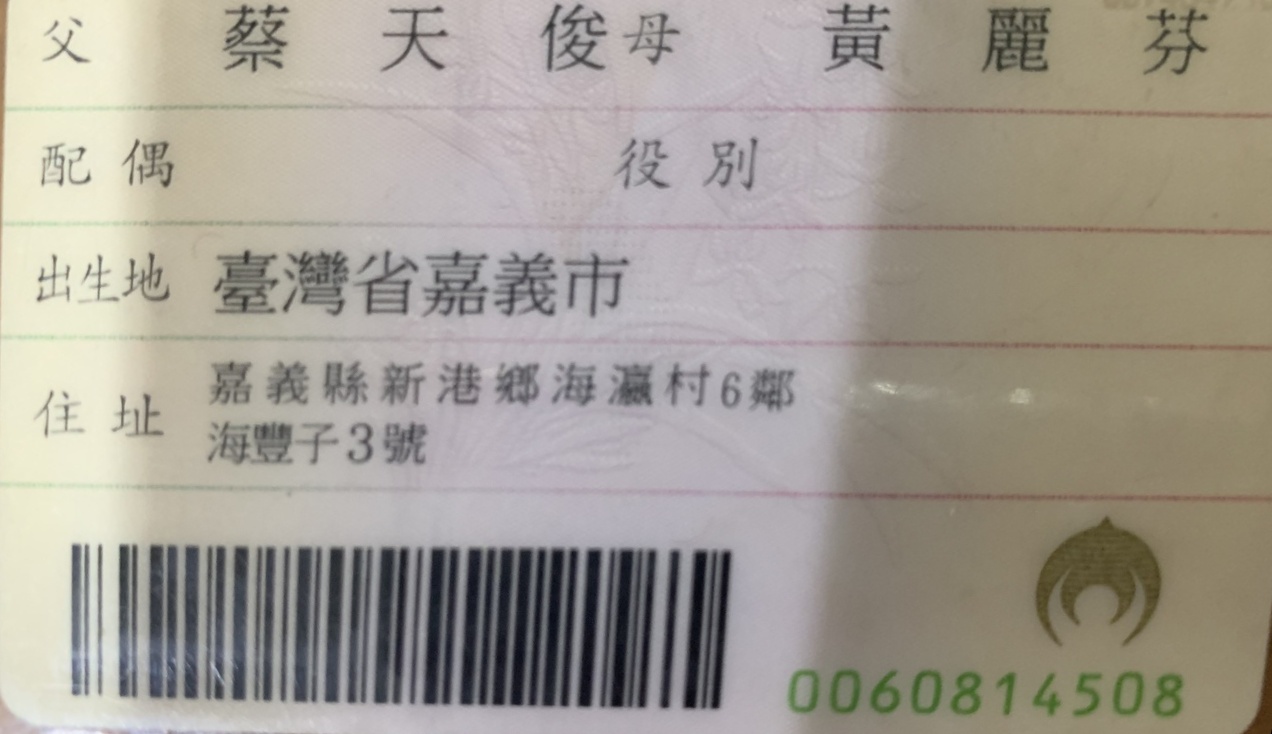 父 蔡天俊 母 黃麗芬
配偶 役別
出生地 臺灣省嘉義市
住址 嘉義縣新港鄉海瀛村6鄰
海豐子3號
0060814508